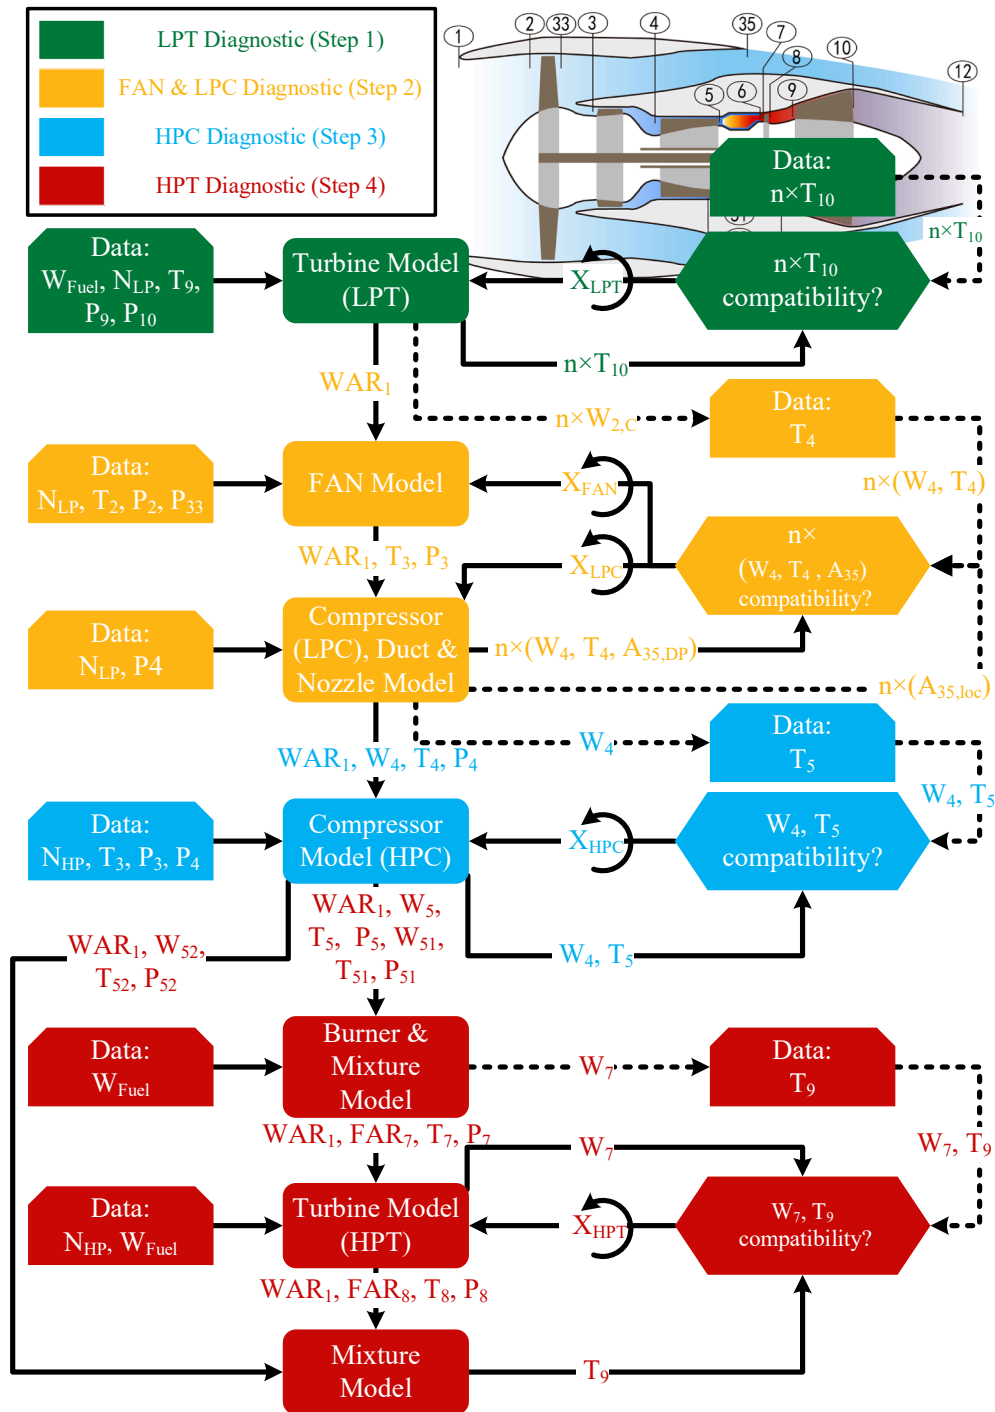 LPT Diagnostic (Step 1)
FAN & LPC Diagnostic (Step 2)
HPC Diagnostic (Step 3)
HPT Diagnostic (Step 4)
1
2
33
3
4
35
7
8
10
12
5
6
9
Data:
n×T10
n×T10
Data:
WFuel, NLP, T9,
P9, P10
Turbine Model
(LPT)
XLPT
n×T10
compatibility?
n×T10
WAR1
n×W2,C
Data:
T4
n×(W4, T4)
Data:
NLP, T2, P2, P33
FAN Model
XFAN
WAR1, T3, P3
XLPC
n×
(W4, T4 , A35)
compatibility?
Data:
NLP, P4
Compressor
(LPC), Duct &
Nozzle Model
n×(W4, T4, A35,DP)
n×(A35,loc)
WAR1, W4, T4, P4
W4
Data:
T5
W4, T5
Data:
NHP, T3, P3, P4
Compressor
Model (HPC)
XHPC
W4, T5
compatibility?
WAR1, W5,
T5, P5, W51,
T51, P51
WAR1, W52,
T52, P52
W4, T5
Data:
WFuel
Burner &
Mixture
Model
W7
Data:
T9
W7, T9
WAR1, FAR7, T7, P7
W7
Data:
NHP, WFuel
Turbine Model
(HPT)
XHPT
W7, T9
compatibility?
WAR1, FAR8, T8, P8
Mixture
Model
T9